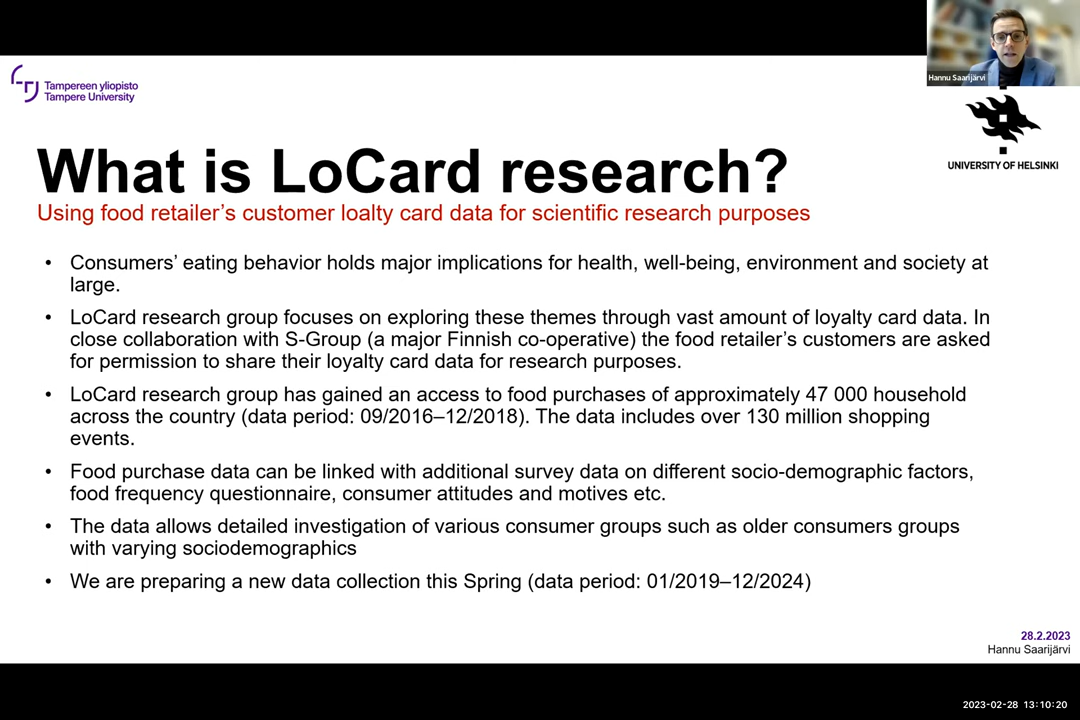 Hannu Saarijärvi
Tampereen yliopisto
Tampere University
UNIVERSITY OF HELSINKI
What is LoCard research?
Using food retailer's customer loalty card data for scientific research purposes
• Consumers' eating behavior holds major implications for health, well-being, environment and society at
large.
• LoCard research group focuses on exploring these themes through vast amount of loyalty card data. In
close collaboration with S-Group (a major Finnish co-operative) the food retailer's customers are asked
for permission to share their loyalty card data for research purposes.
• LoCard research group has gained an access to food purchases of approximately 47 000 household
across the country (data period: 09/2016–12/2018). The data includes over 130 million shopping
events.
• Food purchase data can be linked with additional survey data on different socio-demographic factors,
food frequency questionnaire, consumer attitudes and motives etc.
• The data allows detailed investigation of various consumer groups such as older consumers groups
with varying sociodemographics
• We are preparing a new data collection this Spring (data period: 01/2019–12/2024)
28.2.2023
Hannu Saarijärvi
2023-02-28 13:10:20